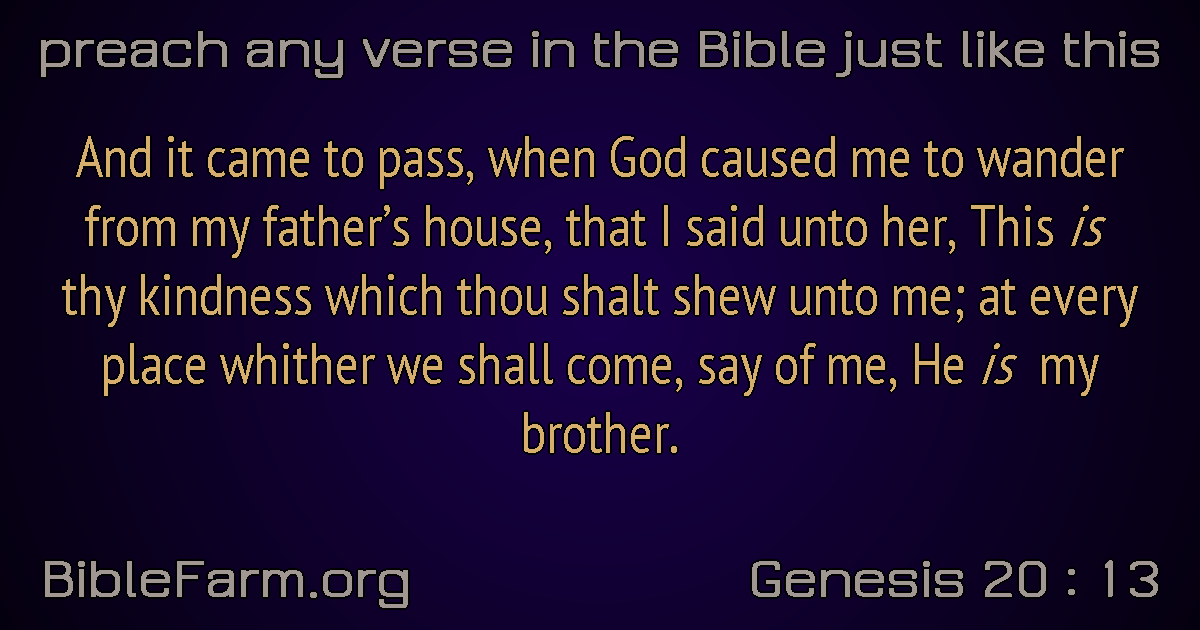 preach any verse in the Bible just like this
And it came to pass, when God caused me to wander
from my father’s house, that I said unto her, This is
thy kindness which thou shalt shew unto me; at every
place whither we shall come, say of me, He is my
brother.
BibleFarm.org
Genesis 20 : 13